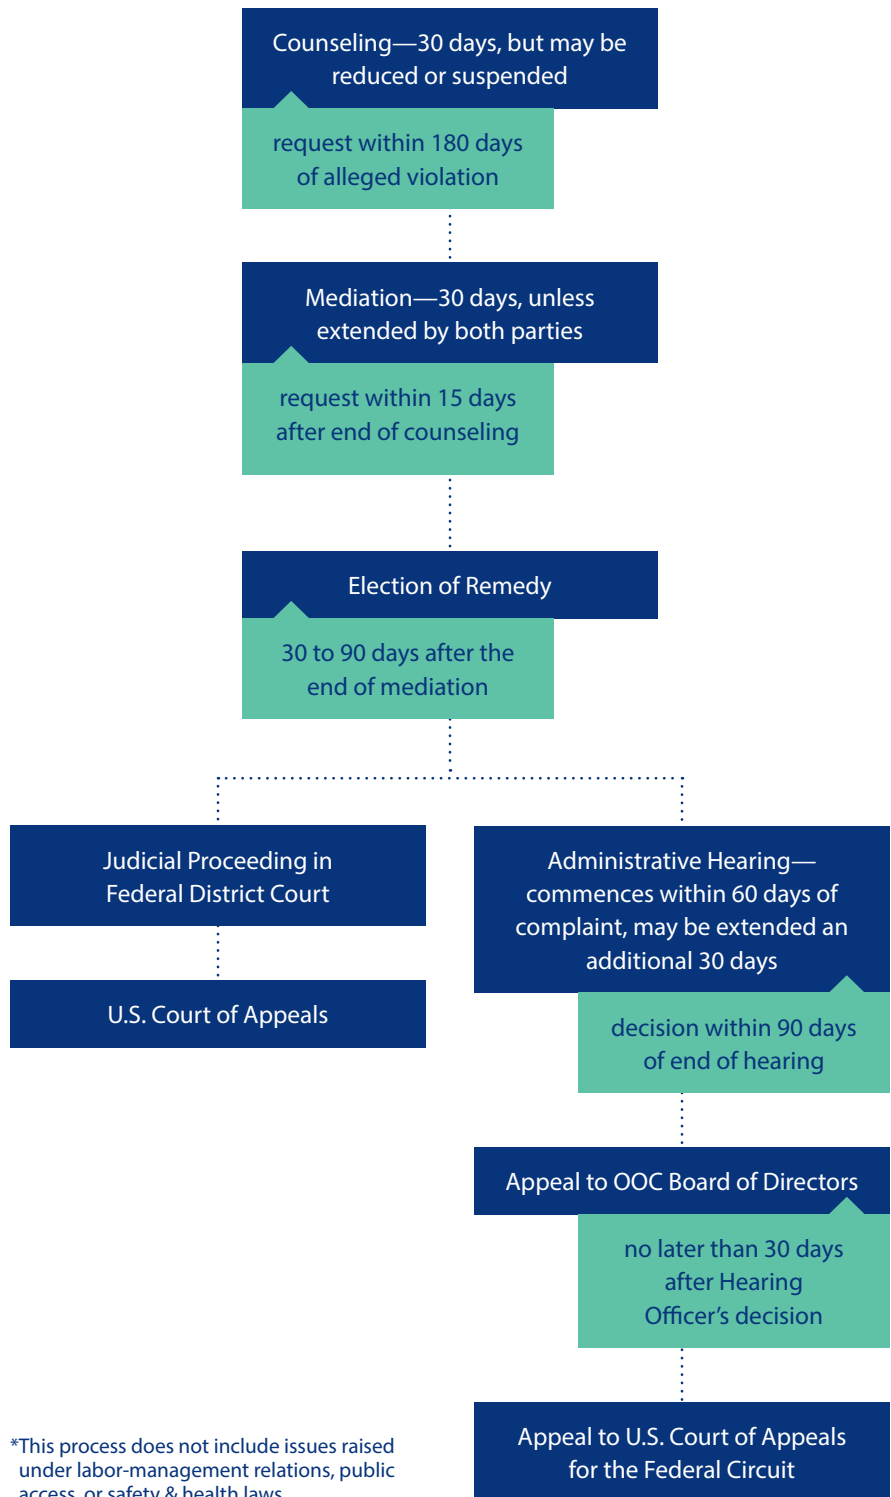 Counseling—30 days, but may be
reduced or suspended
request within 180 days
of alleged violation
Mediation—30 days, unless
extended by both parties
request within 15 days
after end of counseling
Election of Remedy
30 to 90 days after the
end of mediation
Judicial Proceeding in
Federal District Court
U.S. Court of Appeals
Administrative Hearing—
commences within 60 days of
complaint, may be extended an
additional 30 days
decision within 90 days
of end of hearing
Appeal to OOC Board of Directors
no later than 30 days
after Hearing
Officer’s decision
Appeal to U.S. Court of Appeals
for the Federal Circuit
*This process does not include issues raised
under labor-management relations, public
access, or safety & health laws